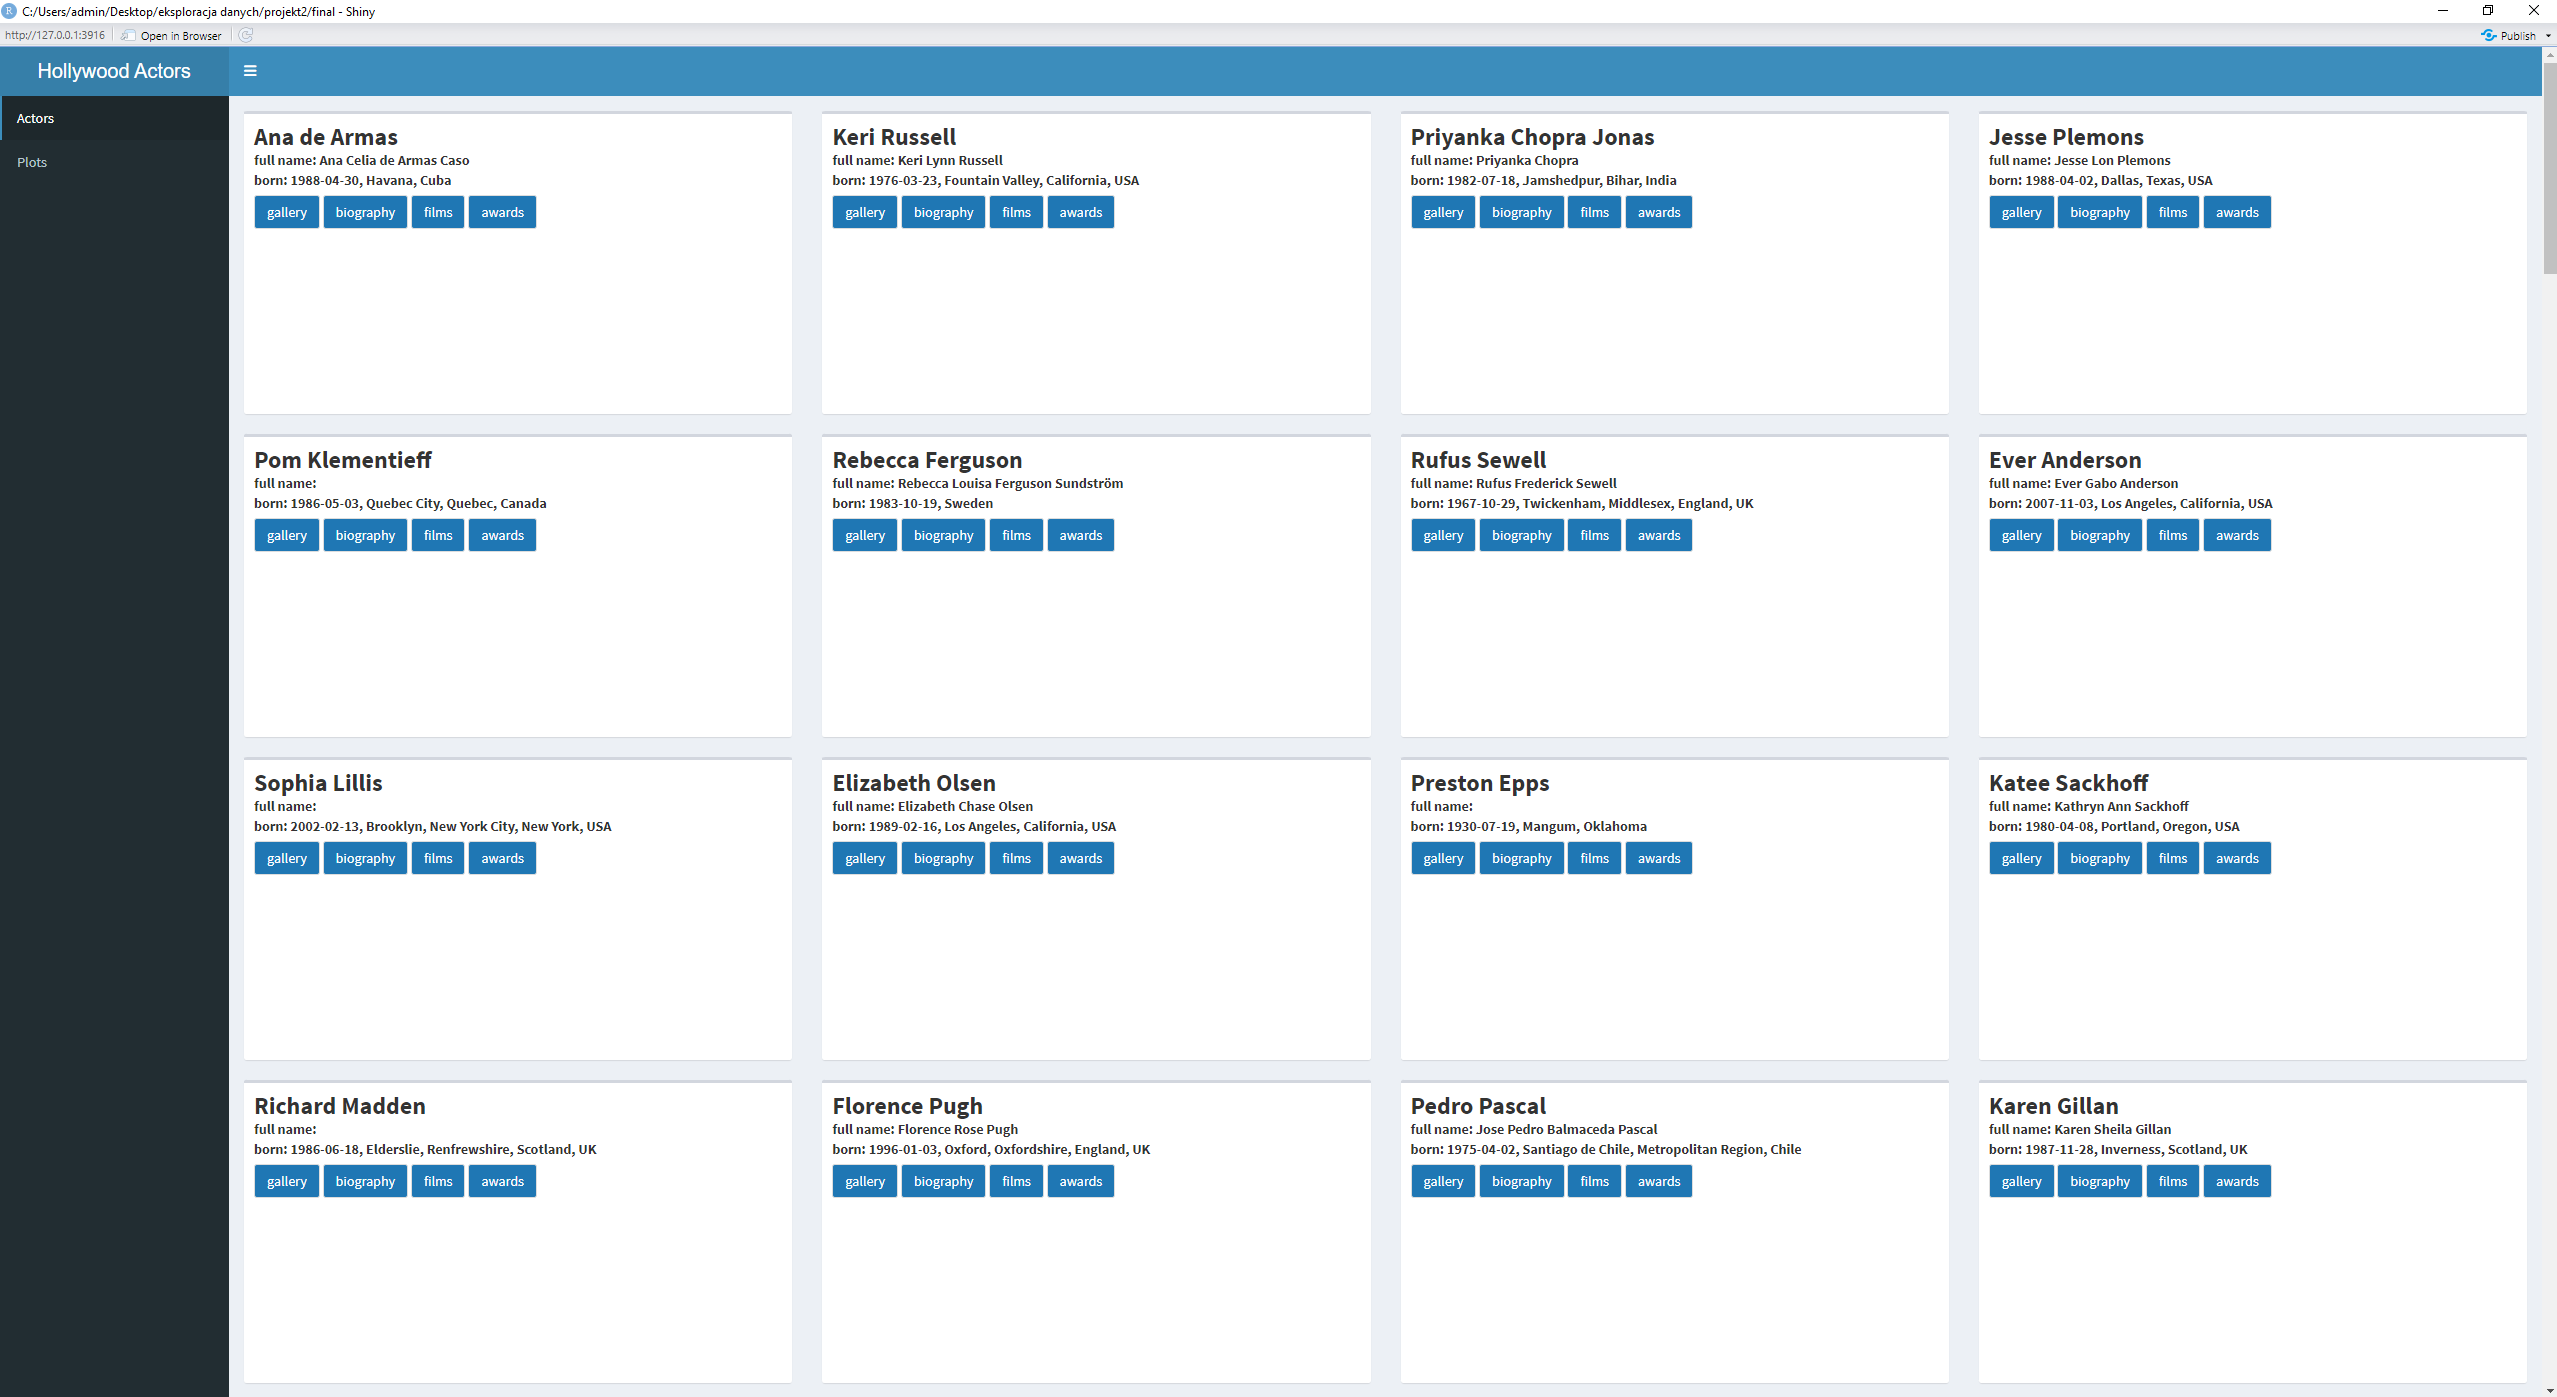 C:/Users/admin/Desktop/eksploracja danych/projekt2/final - Shiny
http://127.0.0.1:3916 Open in Browser Publish
Hollywood Actors
Actors
Plots
Ana de Armas
full name: Ana Celia de Armas Caso
born: 1988-04-30, Havana, Cuba
gallery biography films awards
Keri Russell
full name: Keri Lynn Russell
born: 1976-03-23, Fountain Valley, California, USA
gallery biography films awards
Priyanka Chopra Jonas
full name: Priyanka Chopra
born: 1982-07-18, Jamshedpur, Bihar, India
gallery biography films awards
Jesse Plemons
full name: Jesse Lon Plemons
born: 1988-04-02, Dallas, Texas, USA
gallery biography films awards
Pom Klementieff
full name:
born: 1986-05-03, Quebec City, Quebec, Canada
gallery biography films awards
Rebecca Ferguson
full name: Rebecca Louisa Ferguson Sundström
born: 1983-10-19, Sweden
gallery biography films awards
Rufus Sewell
full name: Rufus Frederick Sewell
born: 1967-10-29, Twickenham, Middlesex, England, UK
gallery biography films awards
Ever Anderson
full name: Ever Gabo Anderson
born: 2007-11-03, Los Angeles, California, USA
gallery biography films awards
Sophia Lillis
full name:
born: 2002-02-13, Brooklyn, New York City, New York, USA
gallery biography films awards
Elizabeth Olsen
full name: Elizabeth Chase Olsen
born: 1989-02-16, Los Angeles, California, USA
gallery biography films awards
Preston Epps
full name:
born: 1930-07-19, Mangum, Oklahoma
gallery biography films awards
Katee Sackhoff
full name: Kathryn Ann Sackhoff
born: 1980-04-08, Portland, Oregon, USA
gallery biography films awards
Richard Madden
full name:
born: 1986-06-18, Elderslie, Renfrewshire, Scotland, UK
gallery biography films awards
Florence Pugh
full name: Florence Rose Pugh
born: 1996-01-03, Oxford, Oxfordshire, England, UK
gallery biography films awards
Pedro Pascal
full name: Jose Pedro Balmaceda Pascal
born: 1975-04-02, Santiago de Chile, Metropolitan Region, Chile
gallery biography films awards
Karen Gillan
full name: Karen Sheila Gillan
born: 1987-11-28, Inverness, Scotland, UK
gallery biography films awards